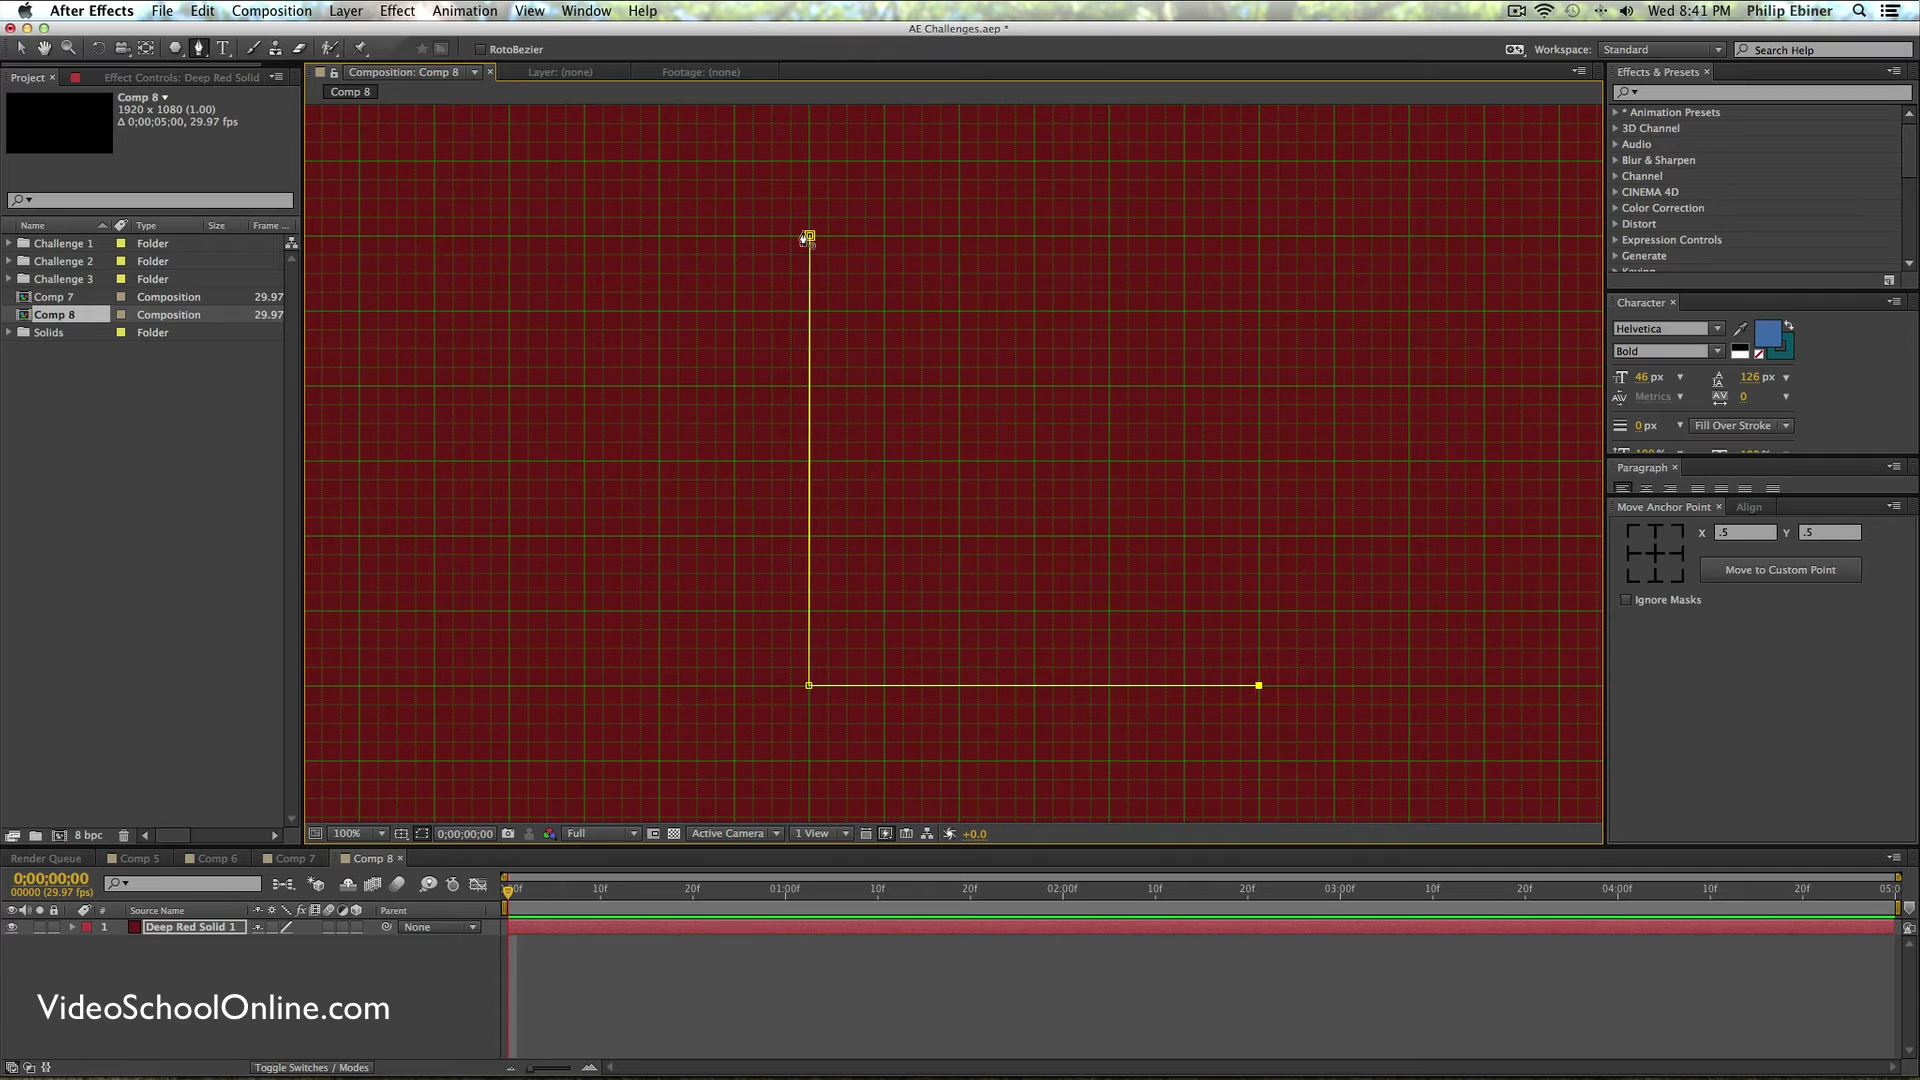 After Effects File Edit Composition Layer Effect Animation View Window Help Wed 8:41 PM Philip Ebiner
AE Challenges.aep *
RotoBezier Workspace: Standard Search Help
Project × Effect Controls: Deep Red Solid Composition: Comp 8 × Layer: (none) Footage: (none) Effects & Presets ×
Comp 8
Comp 8
1920 x 1080 (1.00)
Δ 0;00;05;00, 29.97 fps
Name Type Size Frame ...
Challenge 1 Folder
Challenge 2 Folder
Challenge 3 Folder
Comp 7 Composition 29.97
Comp 8 Composition 29.97
Solids Folder
* Animation Presets
3D Channel
Audio
Blur & Sharpen
Channel
CINEMA 4D
Color Correction
Distort
Expression Controls
Generate
Keying
Character ×
Helvetica
Bold
46 px 126 px
Metrics 0
0 px Fill Over Stroke
Paragraph ×
Move Anchor Point × Align
X .5 Y .5
Move to Custom Point
Ignore Masks
8 bpc 100% 0;00;00;00 Full Active Camera 1 View +0.0
Render Queue Comp 5 Comp 6 Comp 7 Comp 8 ×
0;00;00;00
00000 (29.97 fps)
10f 20f 01:00f 10f 20f 02:00f 10f 20f 03:00f 10f 20f 04:00f 10f 20f 05:0
# Source Name fx Parent
1 Deep Red Solid 1 None
VideoSchoolOnline.com
Toggle Switches / Modes